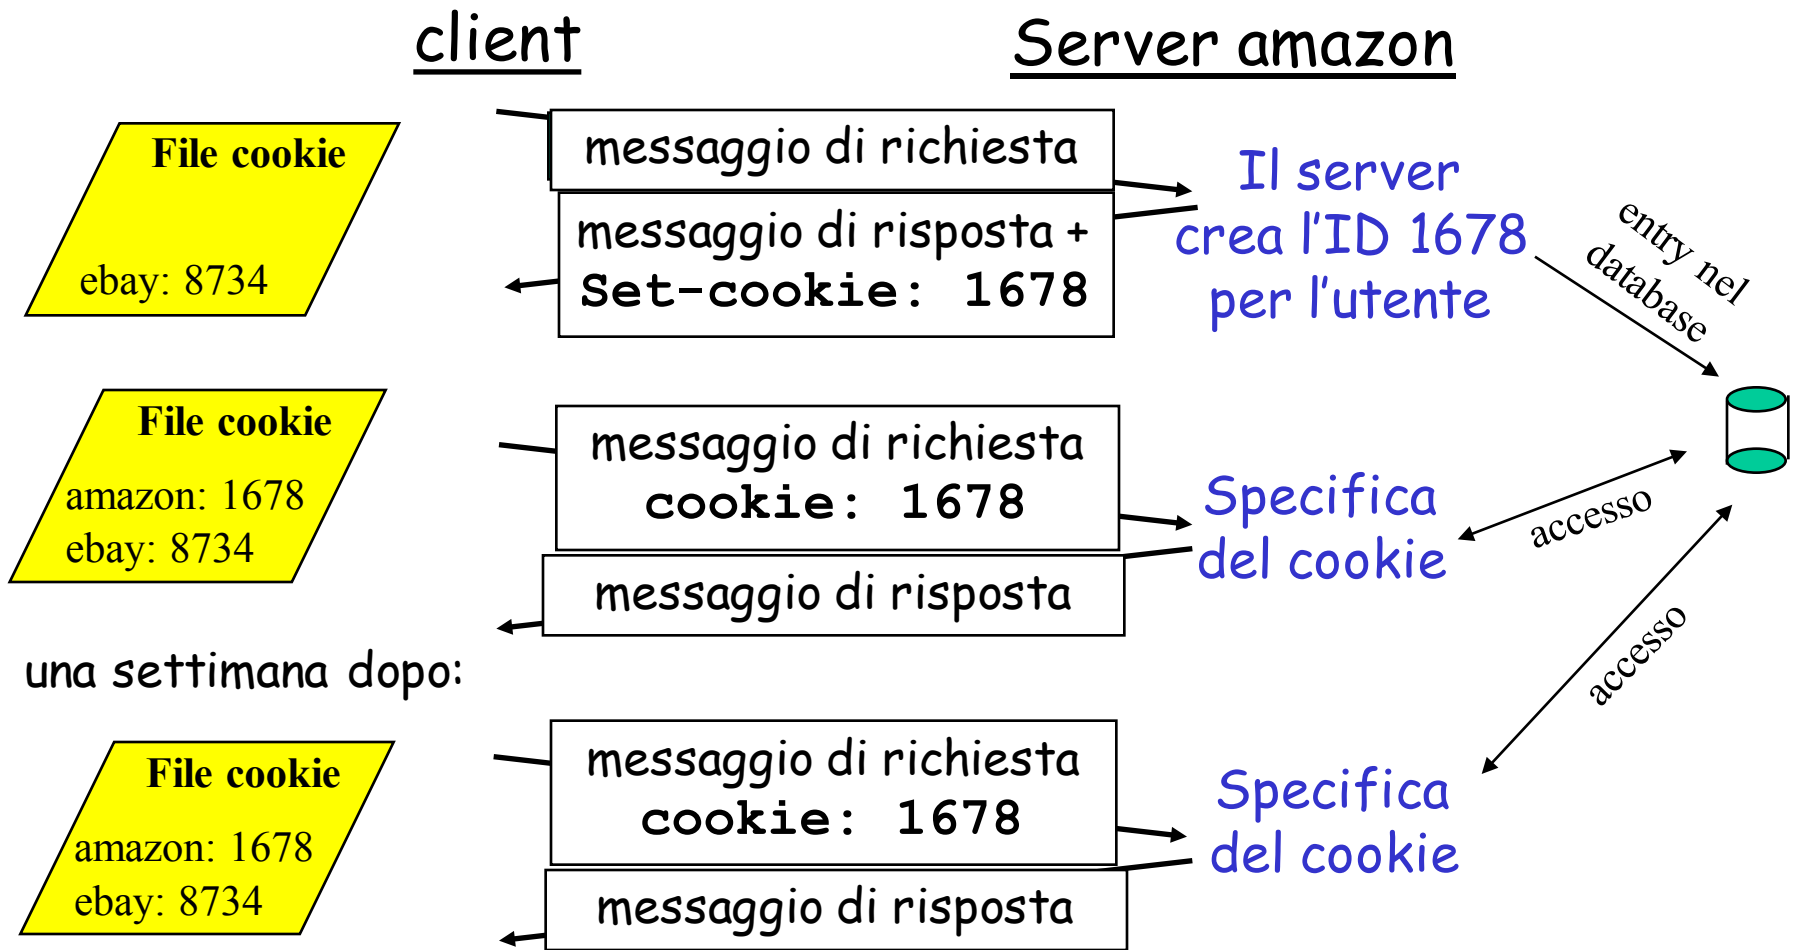 client
Server amazon
File cookie
ebay: 8734
messaggio di richiesta
messaggio di risposta +
Set-cookie: 1678
Il server
crea l'ID 1678
per l'utente
entry nel
database
File cookie
amazon: 1678
ebay: 8734
messaggio di richiesta
cookie: 1678
messaggio di risposta
Specifica
del cookie
accesso
accesso
una settimana dopo:
File cookie
amazon: 1678
ebay: 8734
messaggio di richiesta
cookie: 1678
messaggio di risposta
Specifica
del cookie